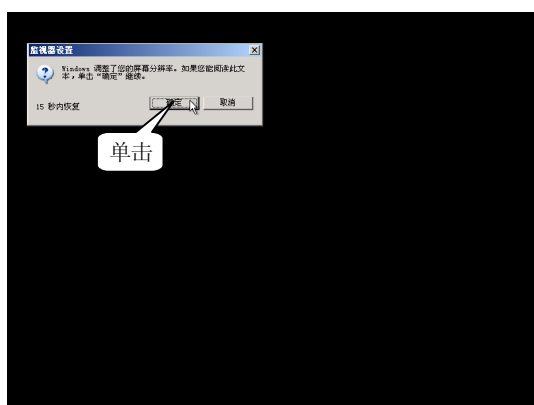 监视器设置
Windows 调整了您的屏幕分辨率。如果您能阅读此文
本，单击“确定”继续。
15 秒内恢复
确定
取消
单击